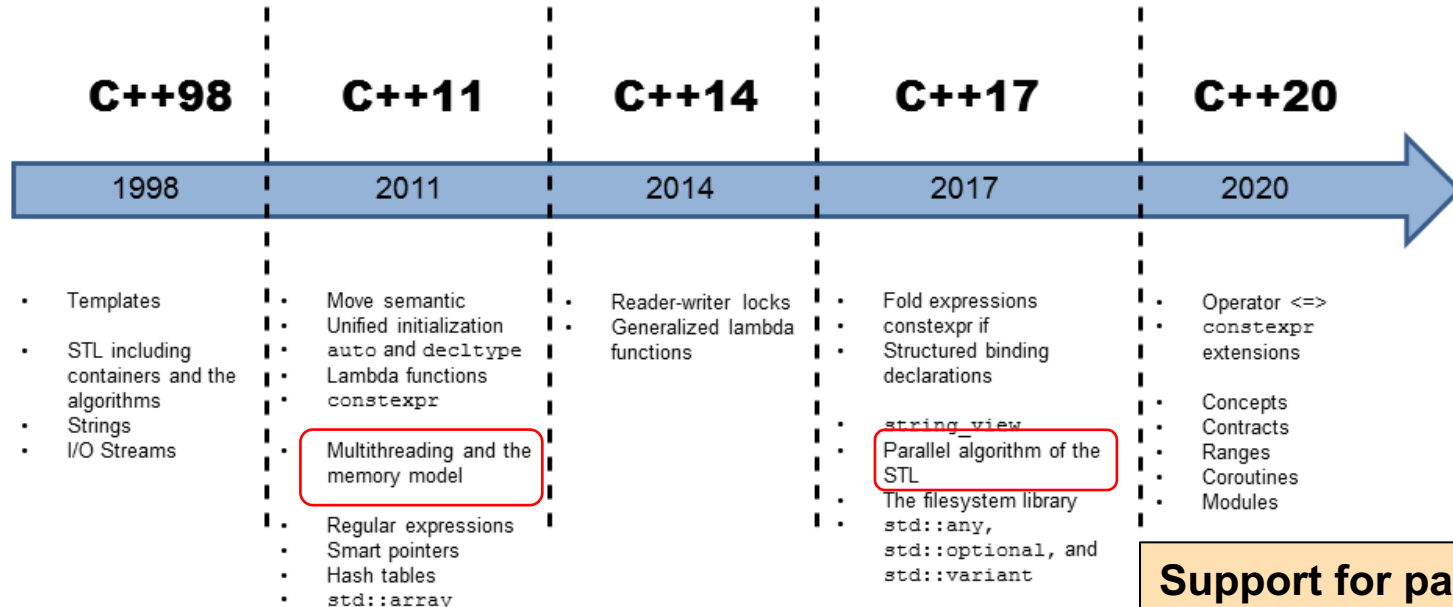 C++98
C++11
C++14
C++17
C++20
1998
2011
2014
2017
2020
• Templates
• STL including
containers and the
algorithms
• Strings
• I/O Streams
• Move semantic
• Unified initialization
• auto and decltype
• Lambda functions
• constexpr
• Multithreading and the
memory model
• Regular expressions
• Smart pointers
• Hash tables
• std::array
• Reader-writer locks
• Generalized lambda
functions
• Fold expressions
• constexpr if
• Structured binding
declarations
• string_view
• Parallel algorithm of the
STL
• The filesystem library
• std::any,
std::optional, and
std::variant
• Operator <=>
• constexpr
extensions
• Concepts
• Contracts
• Ranges
• Coroutines
• Modules
Support for pa